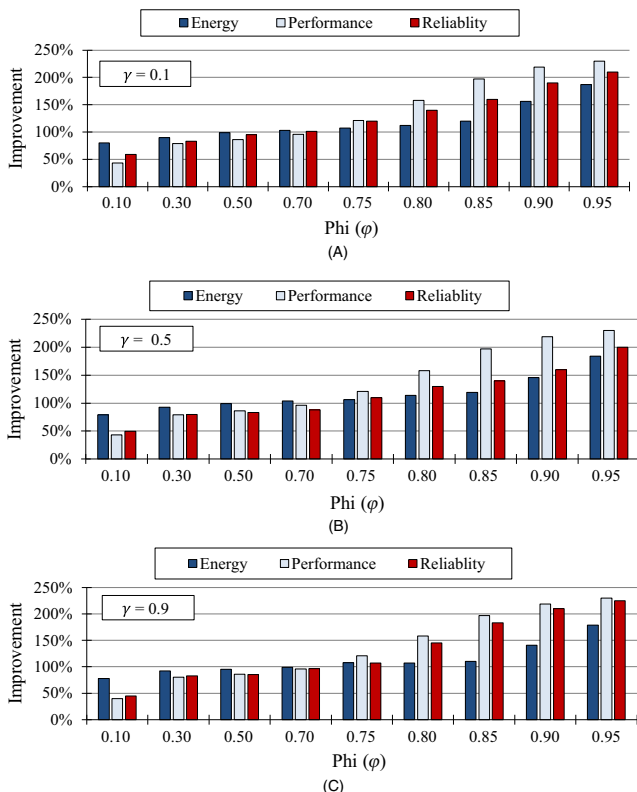 Energy Performance Reliablity
250%
200%
150%
100%
50%
0%
Improvement
γ = 0.1
0.10 0.30 0.50 0.70 0.75 0.80 0.85 0.90 0.95
Phi (φ)
(A)
Energy Performance Reliablity
250%
200%
150%
100%
50%
0%
Improvement
γ = 0.5
0.10 0.30 0.50 0.70 0.75 0.80 0.85 0.90 0.95
Phi (φ)
(B)
Energy Performance Reliablity
250%
200%
150%
100%
50%
0%
Improvement
γ = 0.9
0.10 0.30 0.50 0.70 0.75 0.80 0.85 0.90 0.95
Phi (φ)
(C)